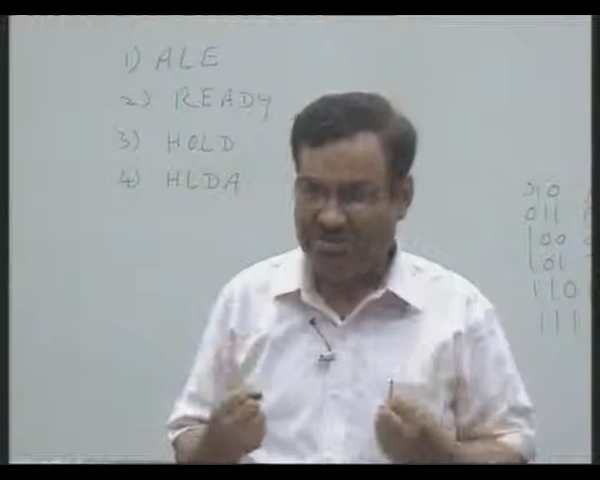 1) ALE
2) READY
3) HOLD
4) HLDA
010
011
100
101
110
111